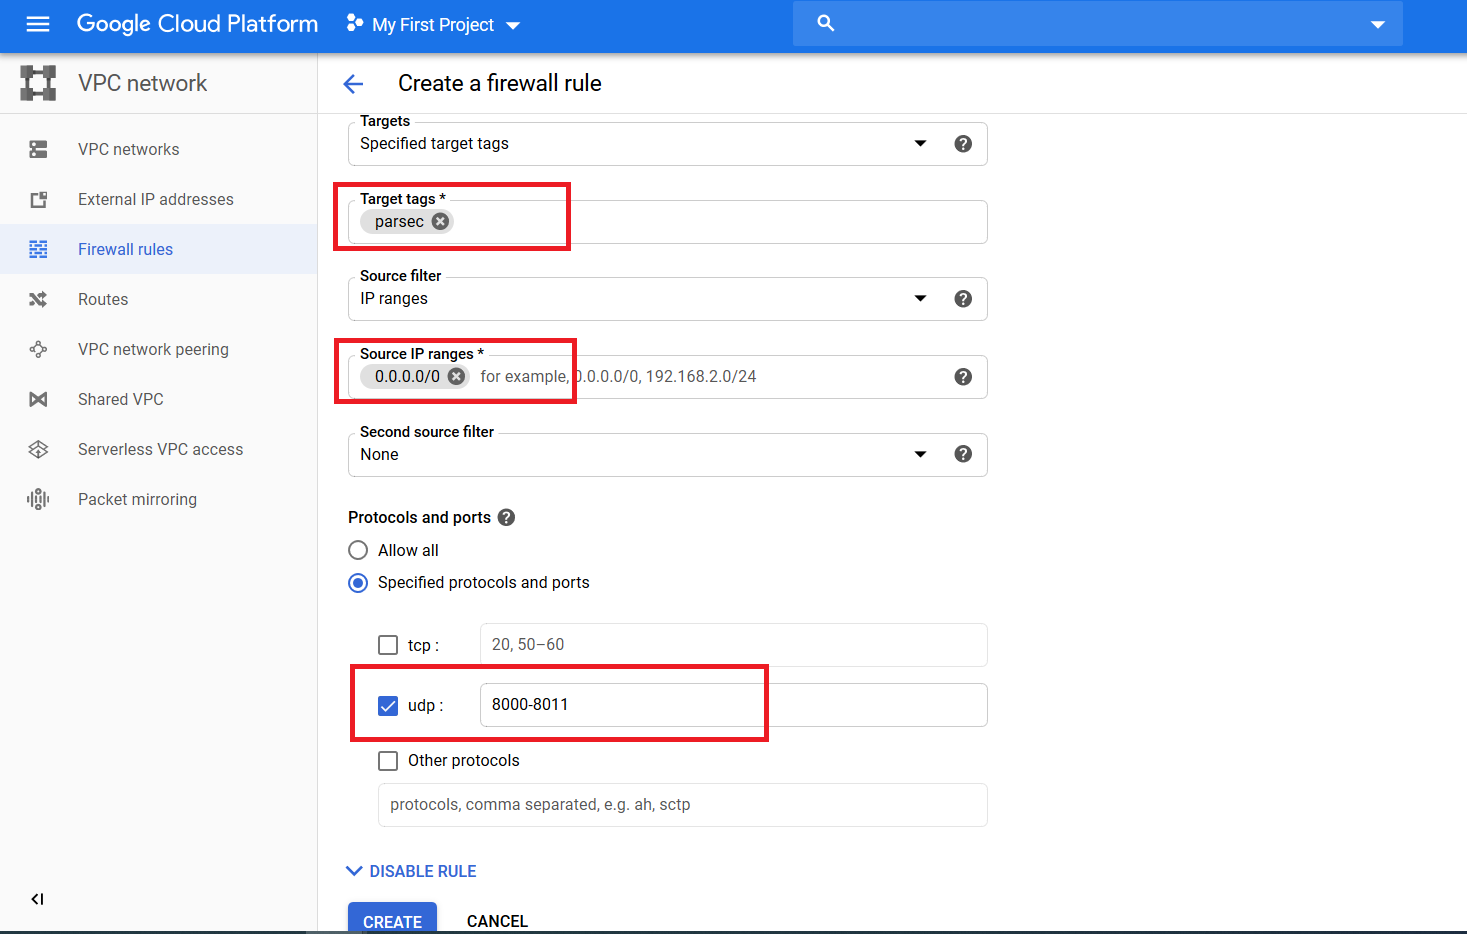 Google Cloud Platform
My First Project
VPC network
Create a firewall rule
VPC networks
External IP addresses
Firewall rules
Routes
VPC network peering
Shared VPC
Serverless VPC access
Packet mirroring
Targets
Specified target tags
Target tags *
parsec
Source filter
IP ranges
Source IP ranges *
0.0.0.0/0 for example, 0.0.0.0/0, 192.168.2.0/24
Second source filter
None
Protocols and ports
Allow all
Specified protocols and ports
tcp : 20, 50–60
udp : 8000-8011
Other protocols
protocols, comma separated, e.g. ah, sctp
DISABLE RULE
CREATE CANCEL